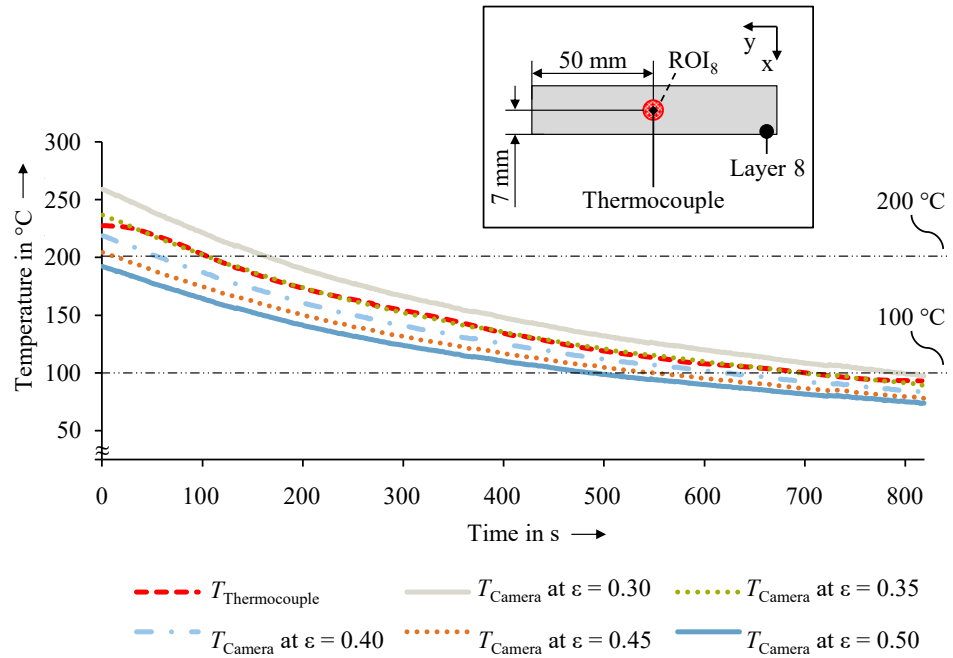 y
x
50 mm
ROI8
7 mm
Layer 8
Thermocouple
300
250
200
150
100
50
Temperature in °C
200 °C
100 °C
0 100 200 300 400 500 600 700 800
Time in s
TThermocouple TCamera at ε = 0.30 TCamera at ε = 0.35
TCamera at ε = 0.40 TCamera at ε = 0.45 TCamera at ε = 0.50